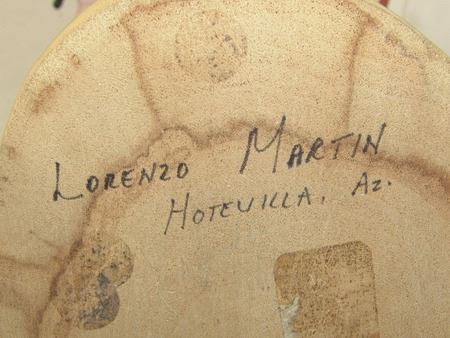 LORENZO MARTIN
HOTEVILLA, AZ.